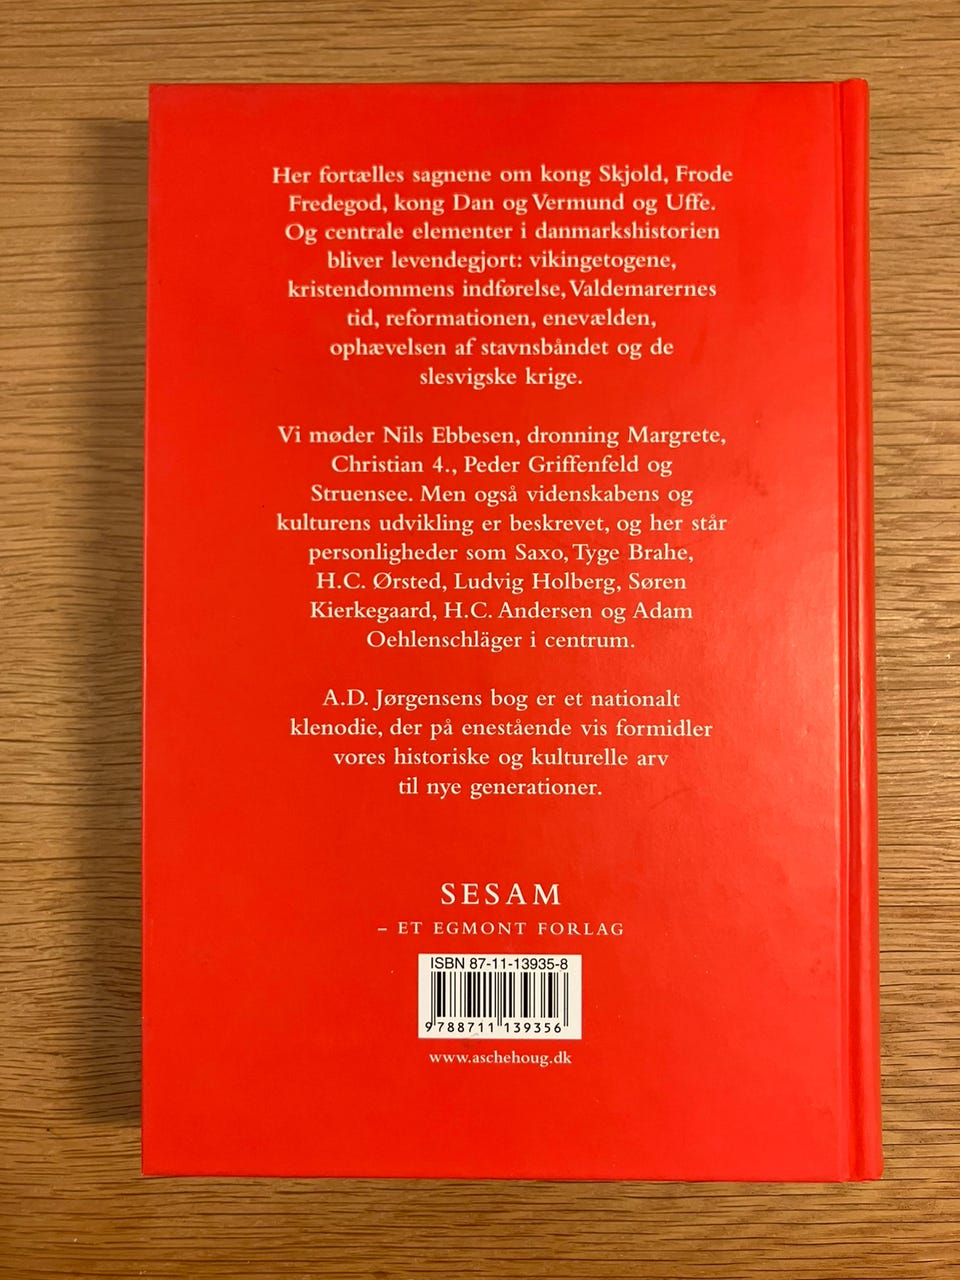 Her fortælles sagnene om kong Skjold, Frode
Fredegod, kong Dan og Vermund og Uffe.
Og centrale elementer i danmarkshistorien
bliver levendegjort: vikingetogene,
kristendommens indførelse, Valdemarernes
tid, reformationen, enevælden,
ophævelsen af stavnsbåndet og de
slesvigske krige.
Vi møder Nils Ebbesen, dronning Margrete,
Christian 4., Peder Griffenfeld og
Struensee. Men også videnskabens og
kulturens udvikling er beskrevet, og her står
personligheder som Saxo, Tyge Brahe,
H.C. Ørsted, Ludvig Holberg, Søren
Kierkegaard, H.C. Andersen og Adam
Oehlenschläger i centrum.
A.D. Jørgensens bog er et nationalt
klenodie, der på enestående vis formidler
vores historiske og kulturelle arv
til nye generationer.
SESAM
– ET EGMONT FORLAG
ISBN 87-11-13935-8
9788711139356
www.aschehoug.dk